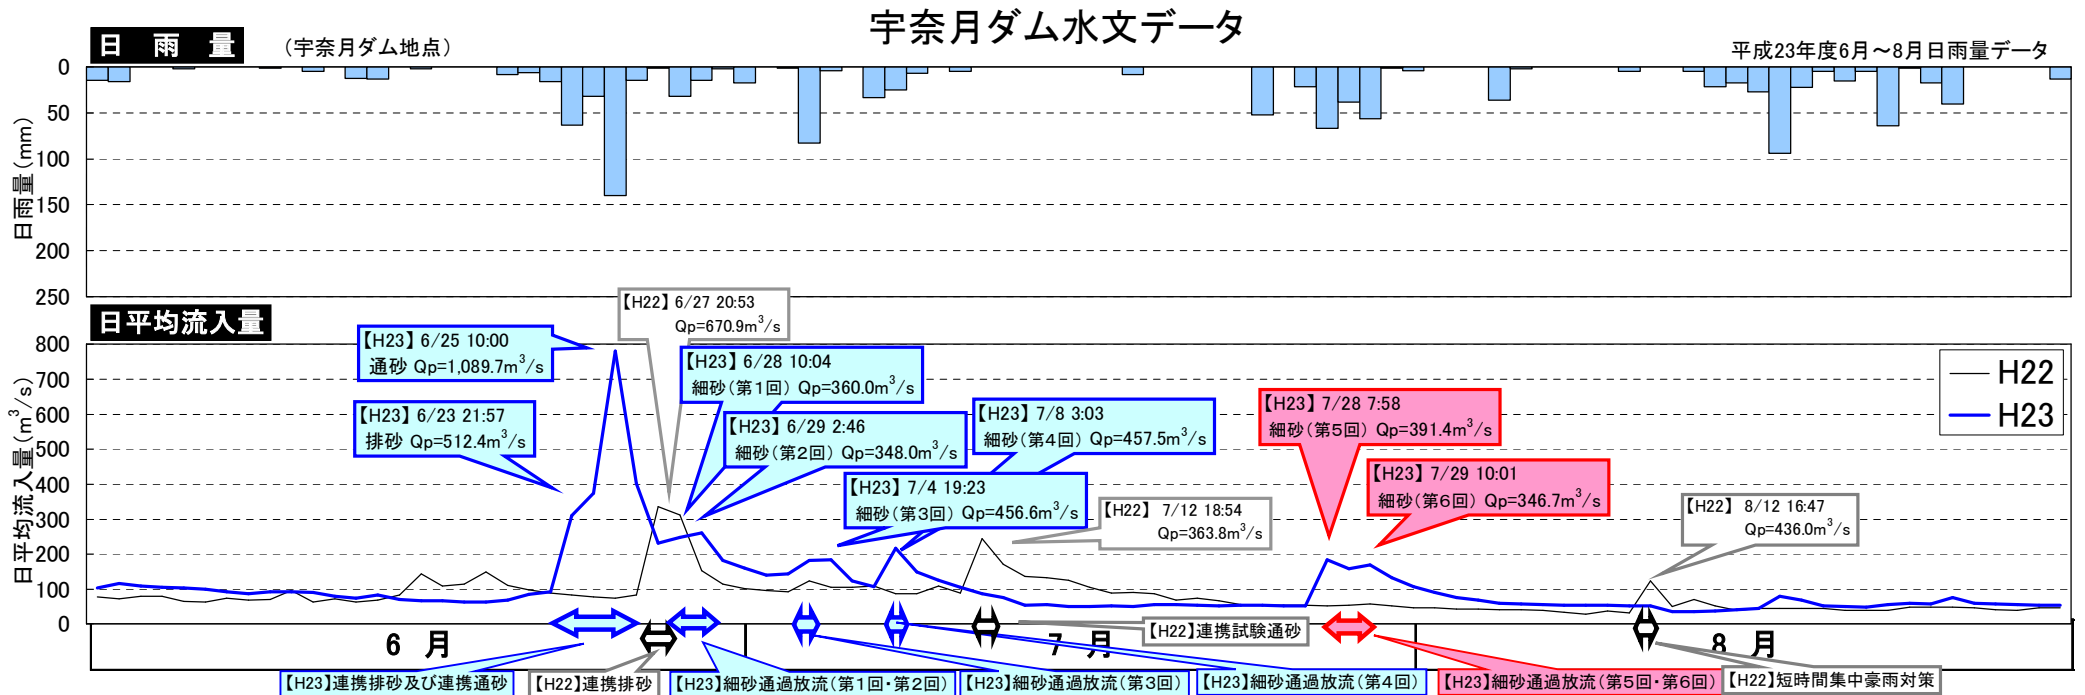 宇奈月ダム水文データ
日 雨 量
(宇奈月ダム地点)
平成23年度6月～8月日雨量データ
0
50
100
150
200
250
日雨量(mm)
日平均流入量
800
700
600
500
400
300
200
100
0
日平均流入量(m³/s)
H22
H23
【H22】 6/27 20:53
Qp=670.9m³/s
【H23】 6/25 10:00
通砂 Qp=1,089.7m³/s
【H23】 6/28 10:04
細砂(第1回) Qp=360.0m³/s
【H23】 6/23 21:57
排砂 Qp=512.4m³/s
【H23】 6/29 2:46
細砂(第2回) Qp=348.0m³/s
【H23】 7/8 3:03
細砂(第4回) Qp=457.5m³/s
【H23】 7/4 19:23
細砂(第3回) Qp=456.6m³/s
【H22】 7/12 18:54
Qp=363.8m³/s
【H23】 7/28 7:58
細砂(第5回) Qp=391.4m³/s
【H23】 7/29 10:01
細砂(第6回) Qp=346.7m³/s
【H22】 8/12 16:47
Qp=436.0m³/s
6 月
7 月
8 月
【H22】連携試験通砂
【H23】連携排砂及び連携通砂
【H22】連携排砂
【H23】細砂通過放流(第1回・第2回)
【H23】細砂通過放流(第3回)
【H23】細砂通過放流(第4回)
【H23】細砂通過放流(第5回・第6回)
【H22】短時間集中豪雨対策